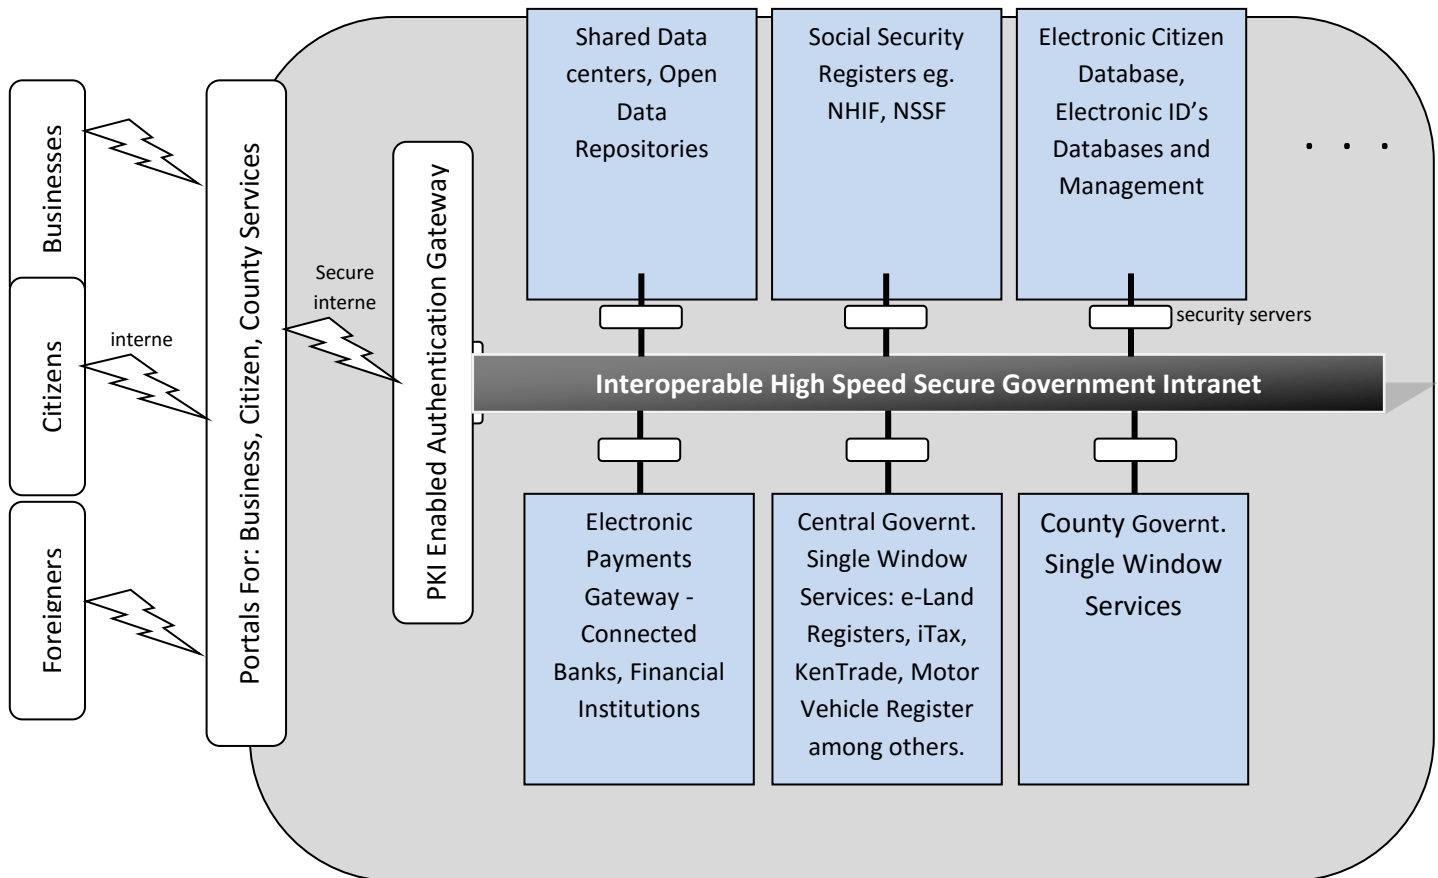 Businesses
Citizens
Foreigners
interne
Portals For: Business, Citizen, County Services
Secure
interne
PKI Enabled Authentication Gateway
Shared Data
centers, Open
Data
Repositories
Social Security
Registers eg.
NHIF, NSSF
Electronic Citizen
Database,
Electronic ID’s
Databases and
Management
. . .
security servers
Interoperable High Speed Secure Government Intranet
Electronic
Payments
Gateway -
Connected
Banks, Financial
Institutions
Central Governt.
Single Window
Services: e-Land
Registers, iTax,
KenTrade, Motor
Vehicle Register
among others.
County Governt.
Single Window
Services